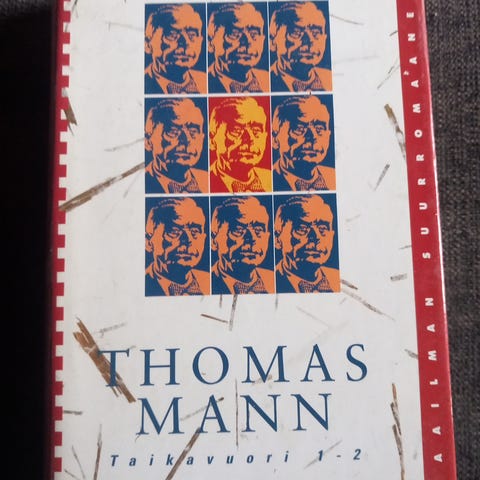 THOMAS
MANN
Taikavuori 1-2
AAILMAN SUURROMAANE